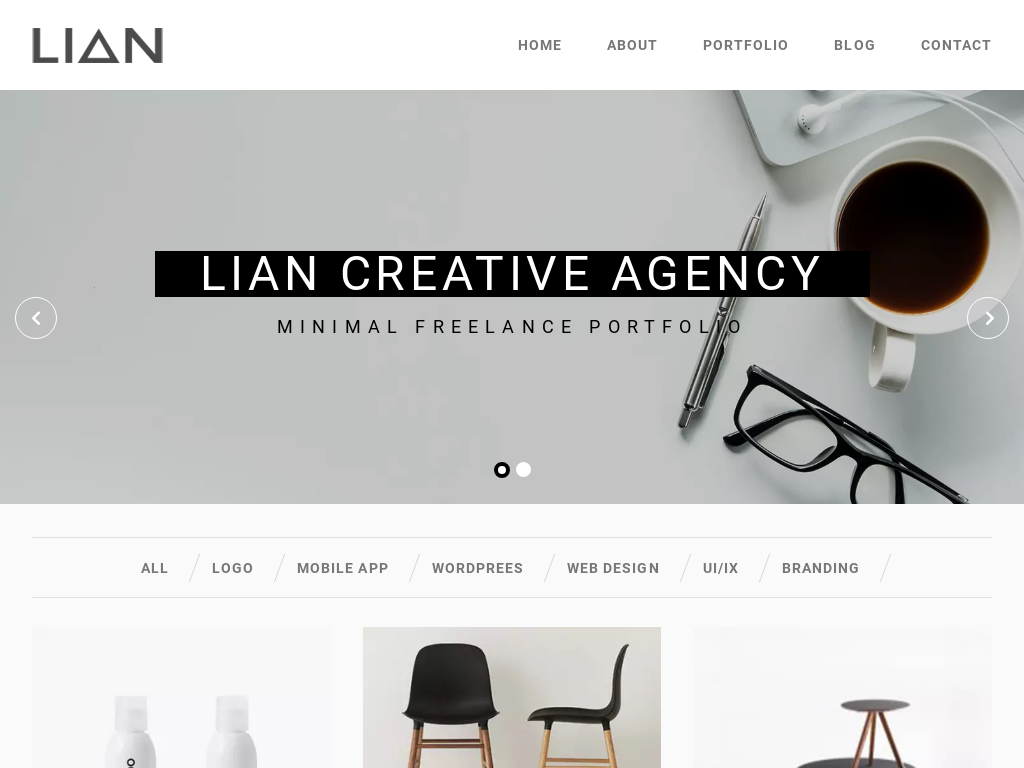 LIAN
HOME ABOUT PORTFOLIO BLOG CONTACT
LIAN CREATIVE AGENCY
MINIMAL FREELANCE PORTFOLIO
ALL LOGO MOBILE APP WORDPREES WEB DESIGN UI/IX BRANDING